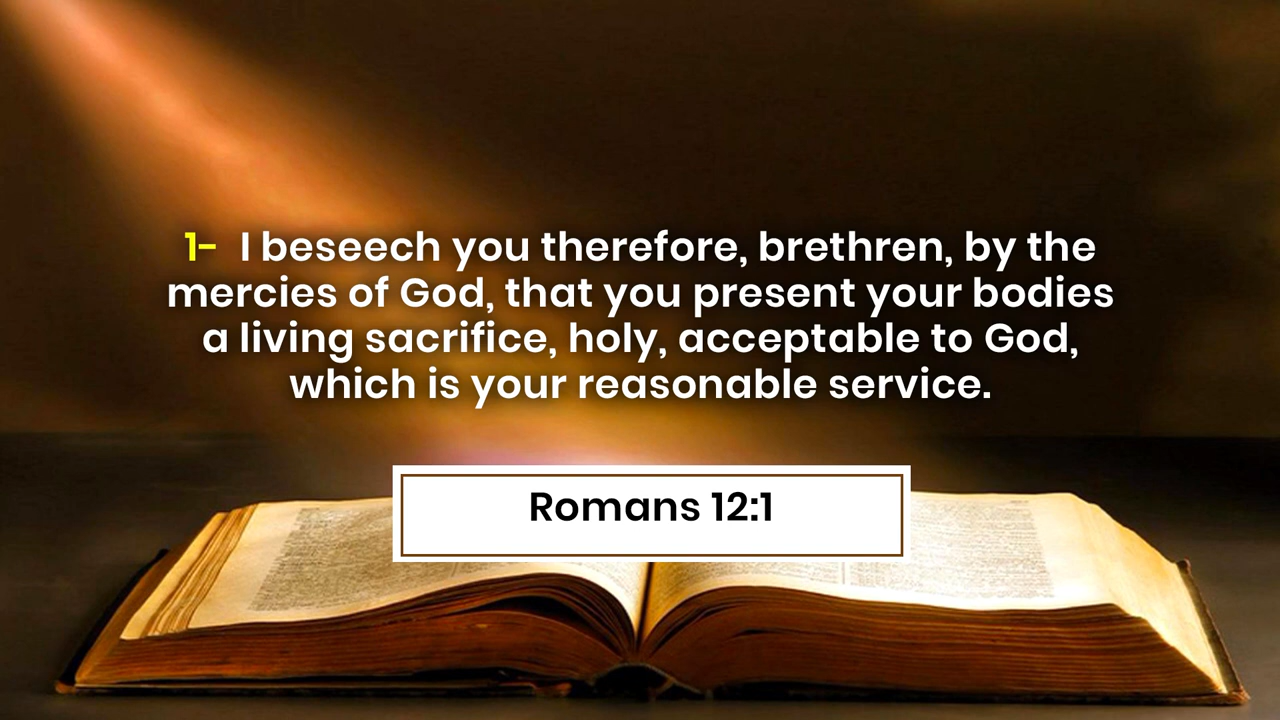 1- I beseech you therefore, brethren, by the
mercies of God, that you present your bodies
a living sacrifice, holy, acceptable to God,
which is your reasonable service.
Romans 12:1